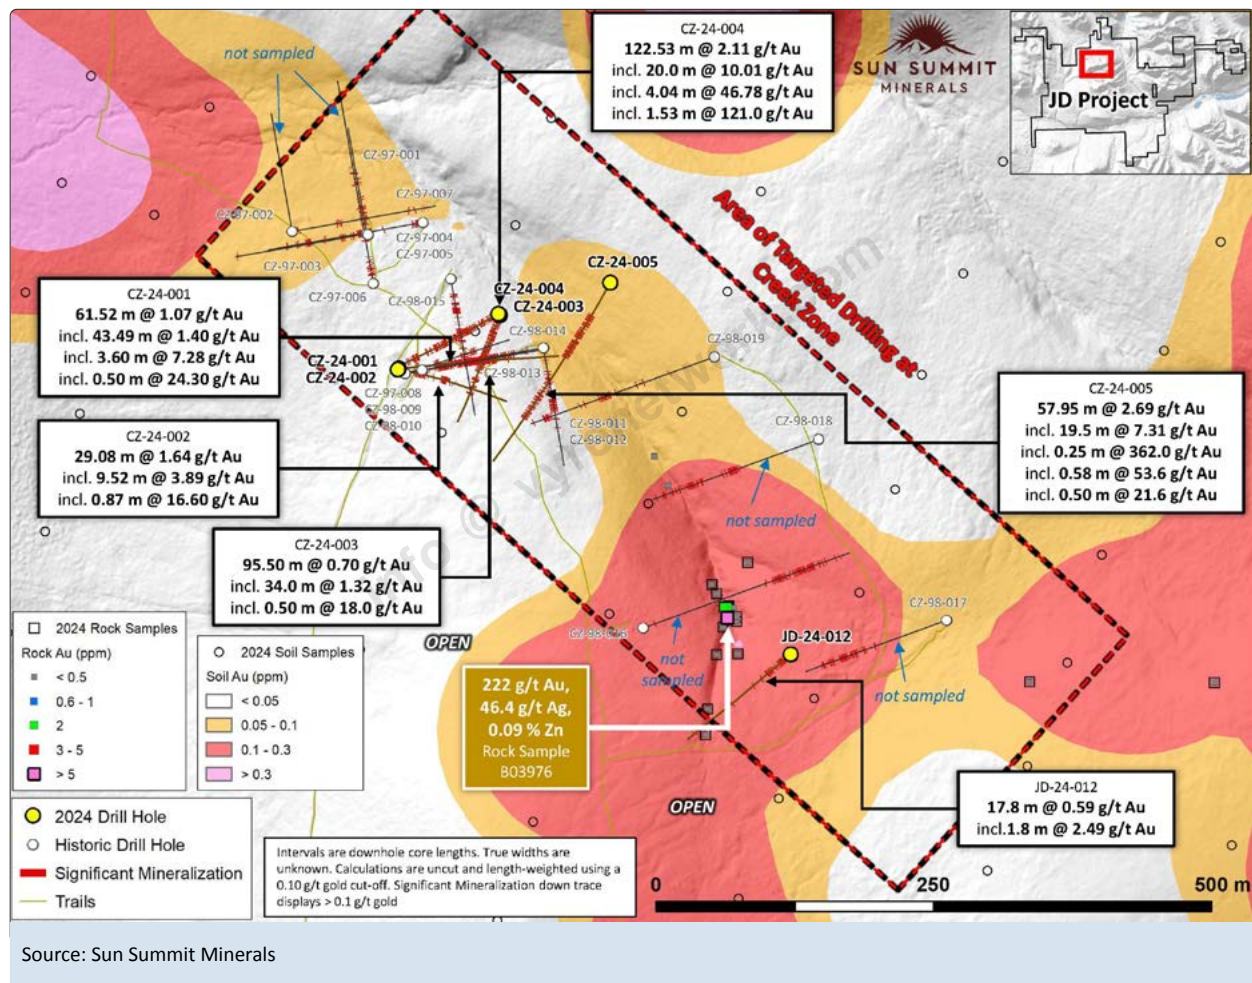 not sampled
CZ-24-004
122.53 m @ 2.11 g/t Au
incl. 20.0 m @ 10.01 g/t Au
incl. 4.04 m @ 46.78 g/t Au
incl. 1.53 m @ 121.0 g/t Au
SUN SUMMIT
MINERALS
JD Project
CZ-97-001
CZ-97-007
CZ-97-002
CZ-97-004
CZ-97-005
CZ-97-003
CZ-97-006
CZ-98-015
CZ-24-005
CZ-24-004
CZ-24-003
CZ-98-014
CZ-98-019
Area of Targeted Drilling at
Creek Zone
CZ-24-001
61.52 m @ 1.07 g/t Au
incl. 43.49 m @ 1.40 g/t Au
incl. 3.60 m @ 7.28 g/t Au
incl. 0.50 m @ 24.30 g/t Au
CZ-24-001
CZ-24-002
CZ-98-013
CZ-97-008
CZ-98-009
CZ-98-010
CZ-98-011
CZ-98-012
CZ-98-018
CZ-24-005
57.95 m @ 2.69 g/t Au
incl. 19.5 m @ 7.31 g/t Au
incl. 0.25 m @ 362.0 g/t Au
incl. 0.58 m @ 53.6 g/t Au
incl. 0.50 m @ 21.6 g/t Au
CZ-24-002
29.08 m @ 1.64 g/t Au
incl. 9.52 m @ 3.89 g/t Au
incl. 0.87 m @ 16.60 g/t Au
not sampled
CZ-24-003
95.50 m @ 0.70 g/t Au
incl. 34.0 m @ 1.32 g/t Au
incl. 0.50 m @ 18.0 g/t Au
info @
CZ-98-017
CZ-98-016
JD-24-012
OPEN
not
sampled
not sampled
222 g/t Au,
46.4 g/t Ag,
0.09 % Zn
Rock Sample
B03976
2024 Rock Samples
Rock Au (ppm)
< 0.5
0.6 - 1
2
3 - 5
> 5
2024 Soil Samples
Soil Au (ppm)
< 0.05
0.05 - 0.1
0.1 - 0.3
> 0.3
JD-24-012
17.8 m @ 0.59 g/t Au
incl.1.8 m @ 2.49 g/t Au
OPEN
2024 Drill Hole
Historic Drill Hole
Significant Mineralization
Trails
Intervals are downhole core lengths. True widths are
unknown. Calculations are uncut and length-weighted using a
0.10 g/t gold cut-off. Significant Mineralization down trace
displays > 0.1 g/t gold
0 250 500 m
Source: Sun Summit Minerals